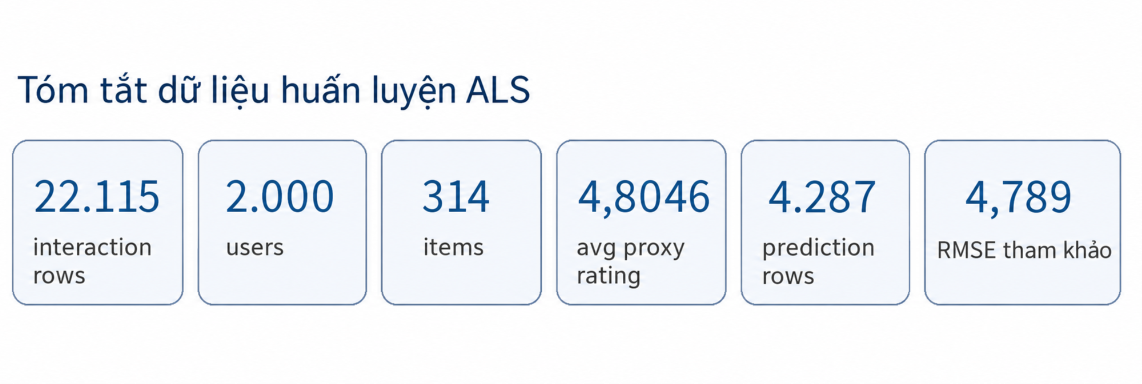 Tóm tắt dữ liệu huấn luyện ALS
22.115
interaction
rows
2.000
users
314
items
4,8046
avg proxy
rating
4.287
prediction
rows
4,789
RMSE tham khảo